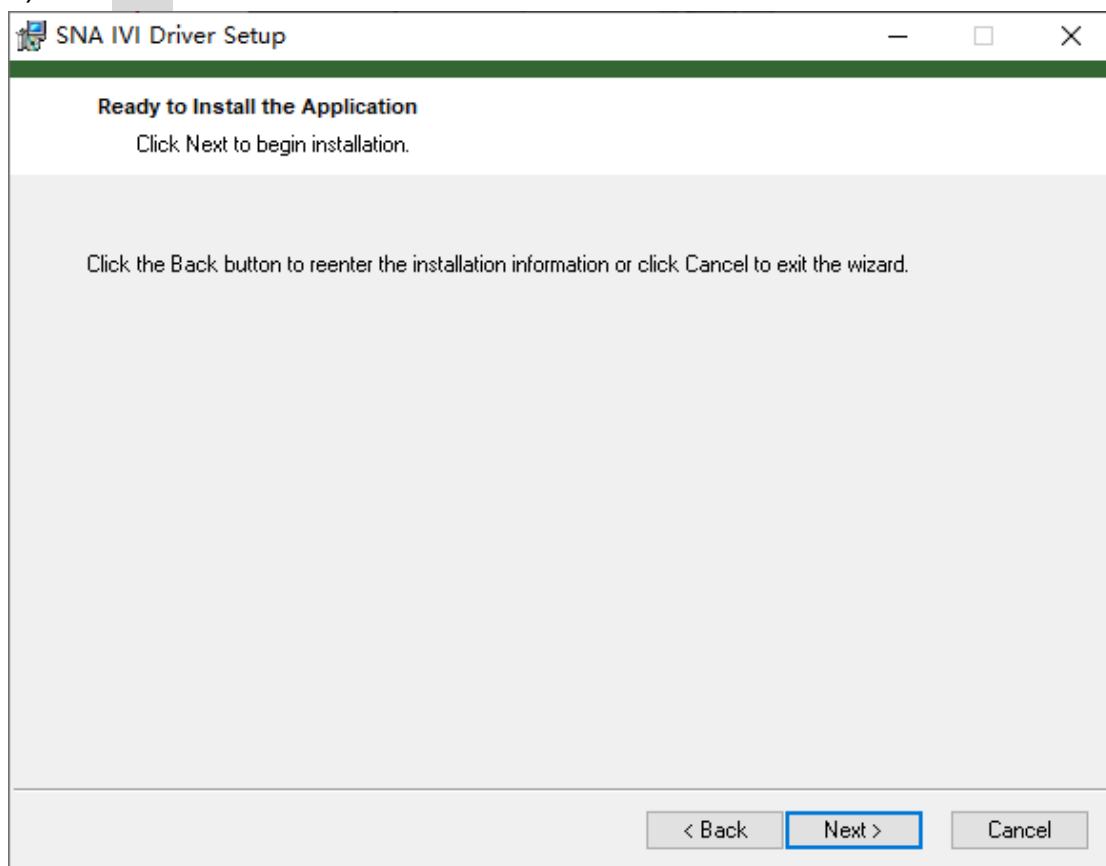 SNA IVI Driver Setup
Ready to Install the Application
Click Next to begin installation.
Click the Back button to reenter the installation information or click Cancel to exit the wizard.
< Back
Next >
Cancel